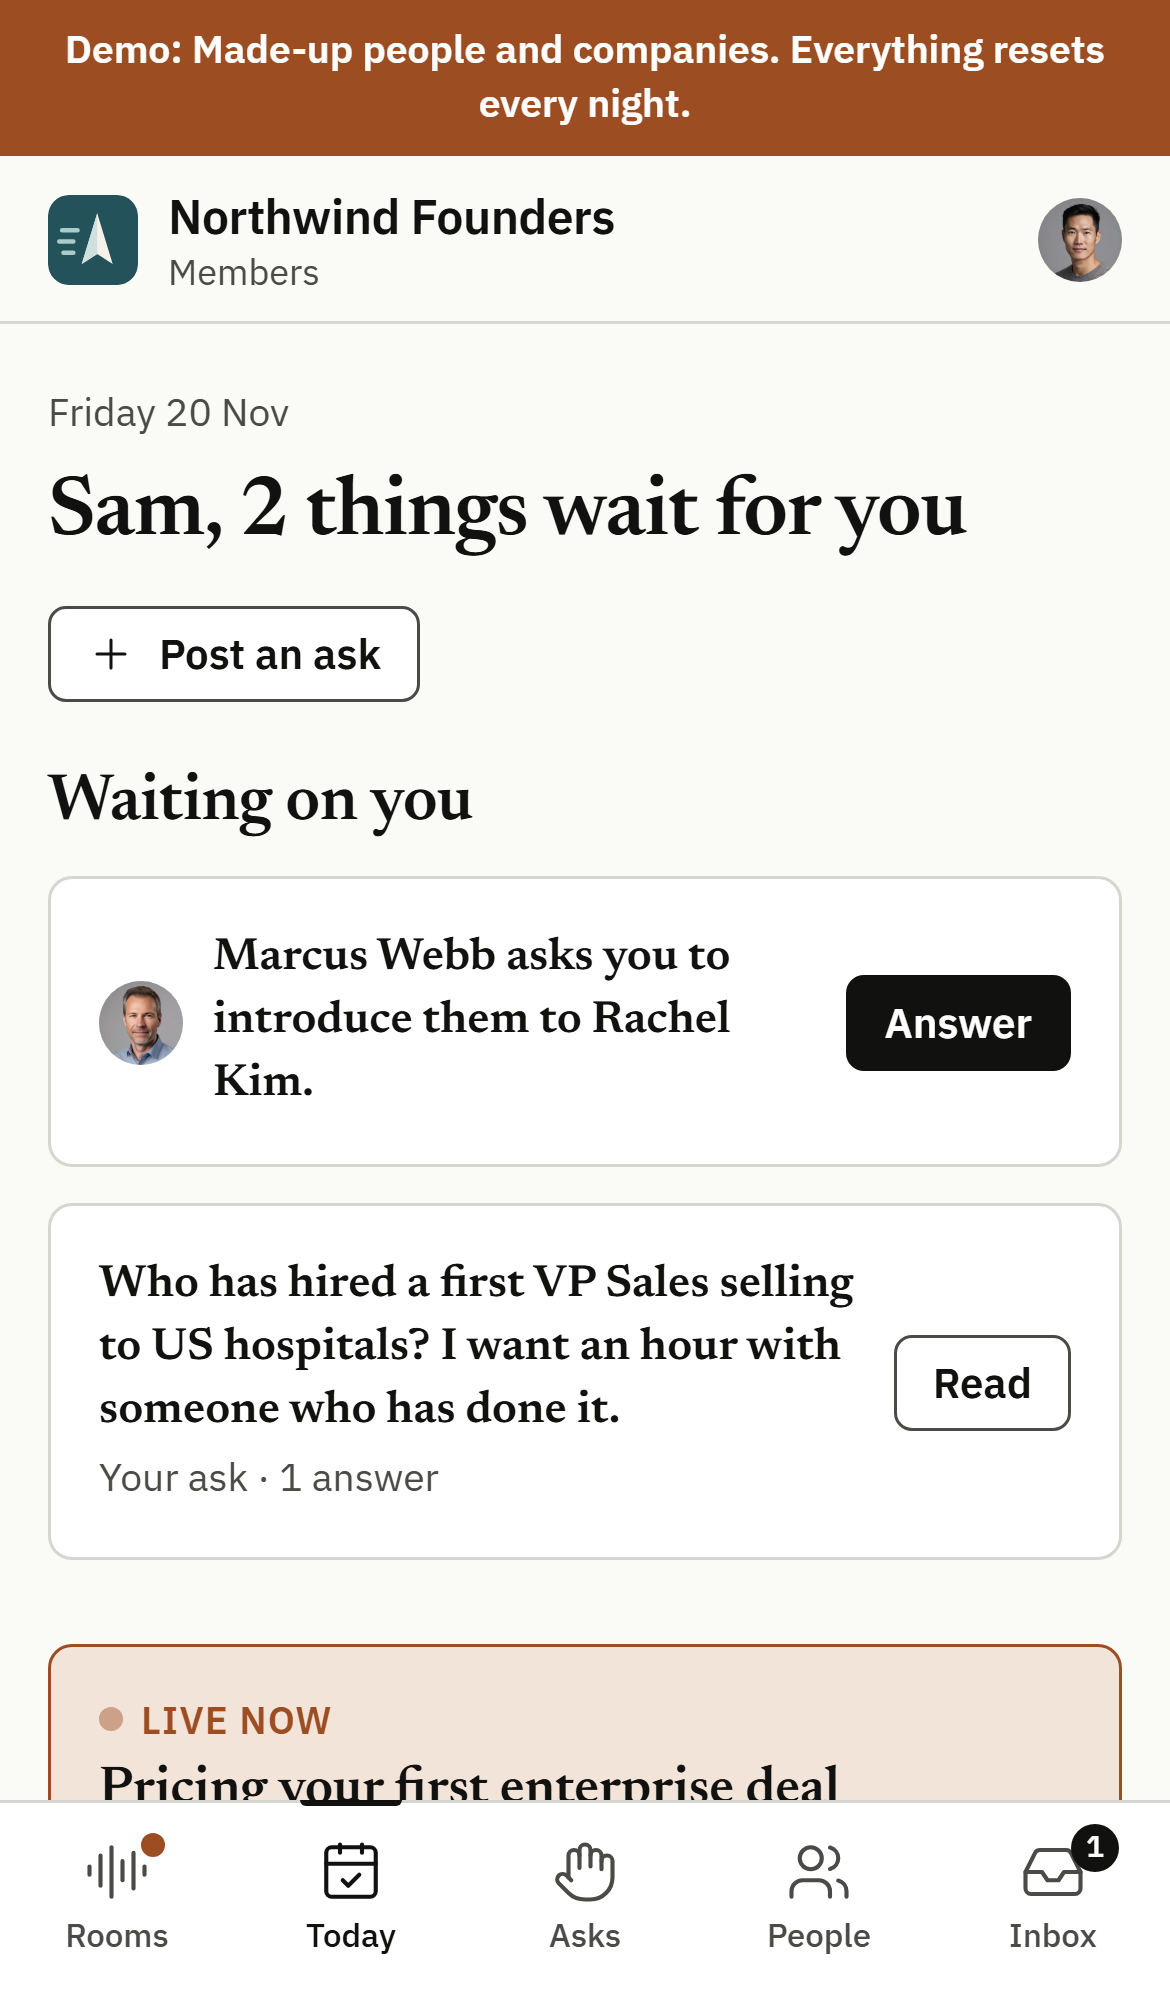 Demo: Made-up people and companies. Everything resets
every night.
Northwind Founders
Members
Friday 20 Nov
Sam, 2 things wait for you
Post an ask
Waiting on you
Marcus Webb asks you to
introduce them to Rachel
Kim.
Answer
Who has hired a first VP Sales selling
to US hospitals? I want an hour with
someone who has done it.
Your ask · 1 answer
Read
LIVE NOW
Pricing your first enterprise deal
Rooms
Today
Asks
People
1
Inbox